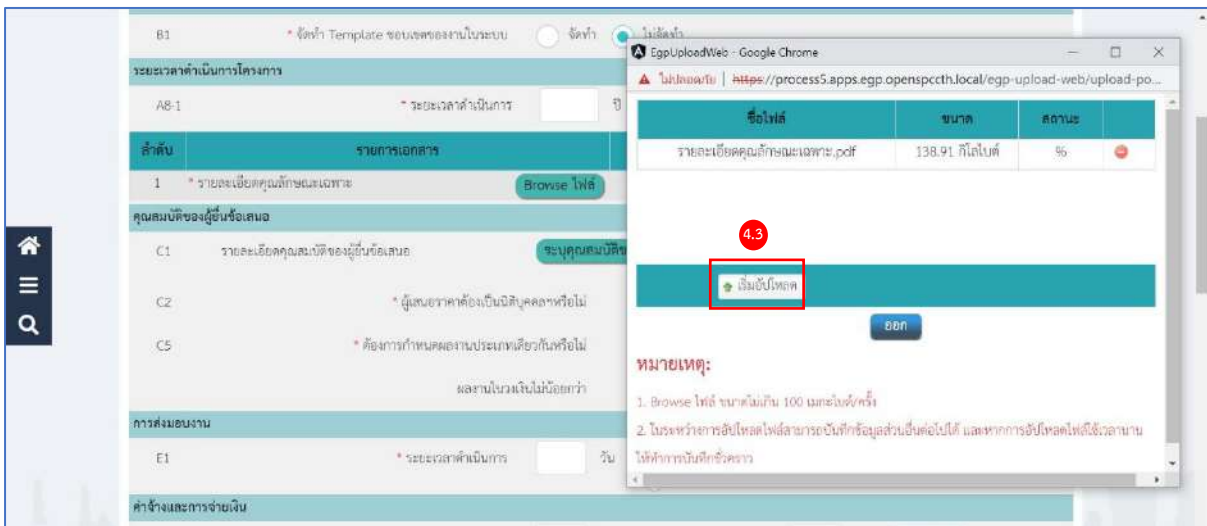 B1 * จัดทำ Template ขอบเขตของงานในระบบ จัดทำ ไม่จัดทำ
ระยะเวลาดำเนินการโครงการ
A8-1 * ระยะเวลาดำเนินการ ปี
ลำดับ รายการเอกสาร
1 * รายละเอียดคุณลักษณะเฉพาะ Browse ไฟล์
คุณสมบัติของผู้ยื่นข้อเสนอ
C1 รายละเอียดคุณสมบัติของผู้ยื่นข้อเสนอ ระบุคุณสมบัติข
C2 * ผู้เสนอราคาต้องเป็นนิติบุคคลฯหรือไม่
C5 * ต้องการกำหนดผลงานประเภทเดียวกันหรือไม่
ผลงานในวงเงินไม่น้อยกว่า
การส่งมอบงาน
E1 * ระยะเวลาดำเนินการ วัน
ค่าจ้างและการจ่ายเงิน
EgpUploadWeb - Google Chrome
ไม่ปลอดภัย | https://process5.apps.egp.openspccth.local/egp-upload-web/upload-po...
ชื่อไฟล์ ขนาด สถานะ
รายละเอียดคุณลักษณะเฉพาะ.pdf 138.91 กิโลไบต์ %
4.3
เริ่มอัปโหลด
ออก
หมายเหตุ:
1. Browse ไฟล์ ขนาดไม่เกิน 100 เมกะไบต์/ครั้ง
2. ในระหว่างการอัปโหลดไฟล์สามารถบันทึกข้อมูลส่วนอื่นต่อไปได้ และหากการอัปโหลดไฟล์ใช้เวลานาน
ให้ทำการบันทึกชั่วคราว